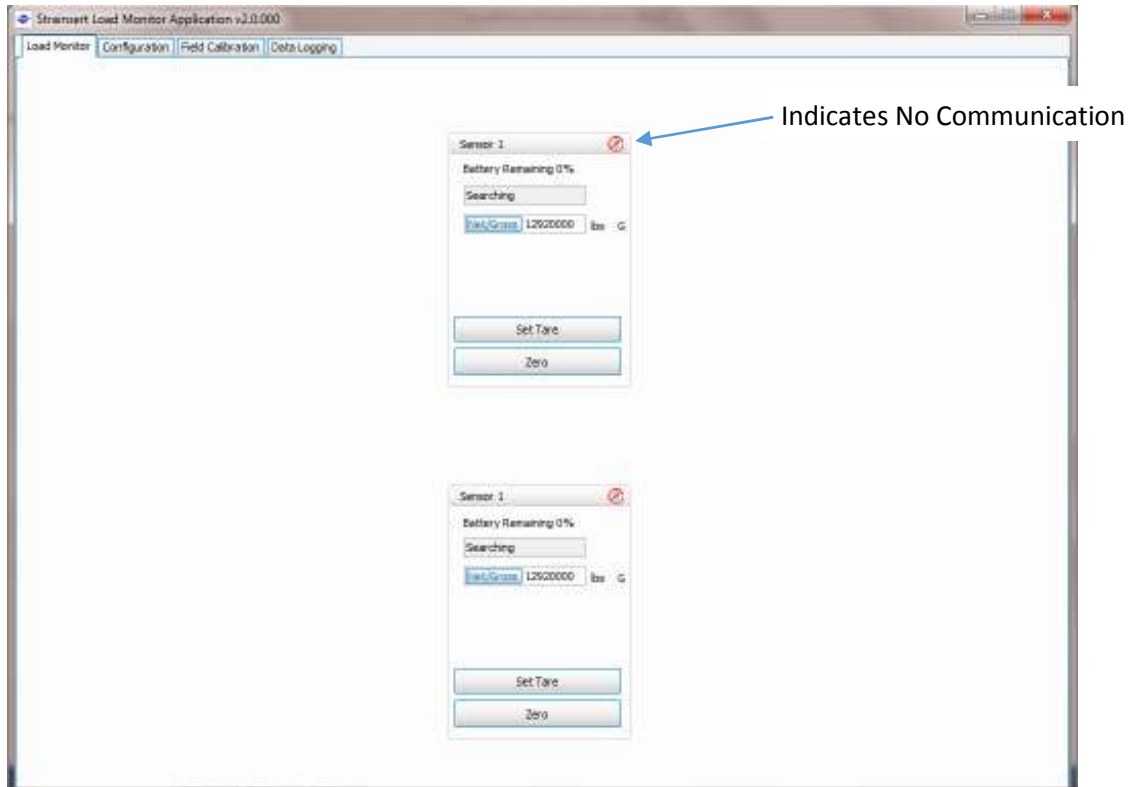 Strainsert Load Monitor Application v2.0.000
Load Monitor Configuration Field Calibration Data Logging
Indicates No Communication
Sensor 1
Battery Remaining 0%
Searching
Net/Gross 12920000 lbs G
Set Tare
Zero
Sensor 1
Battery Remaining 0%
Searching
Net/Gross 12920000 lbs G
Set Tare
Zero